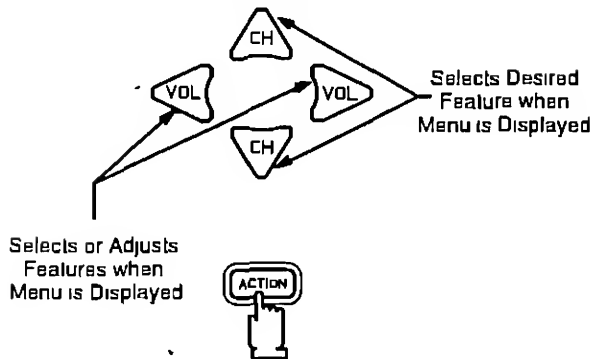 CH
VOL
VOL
CH
Selects Desired
Feature when
Menu is Displayed
Selects or Adjusts
Features when
Menu is Displayed
ACTION